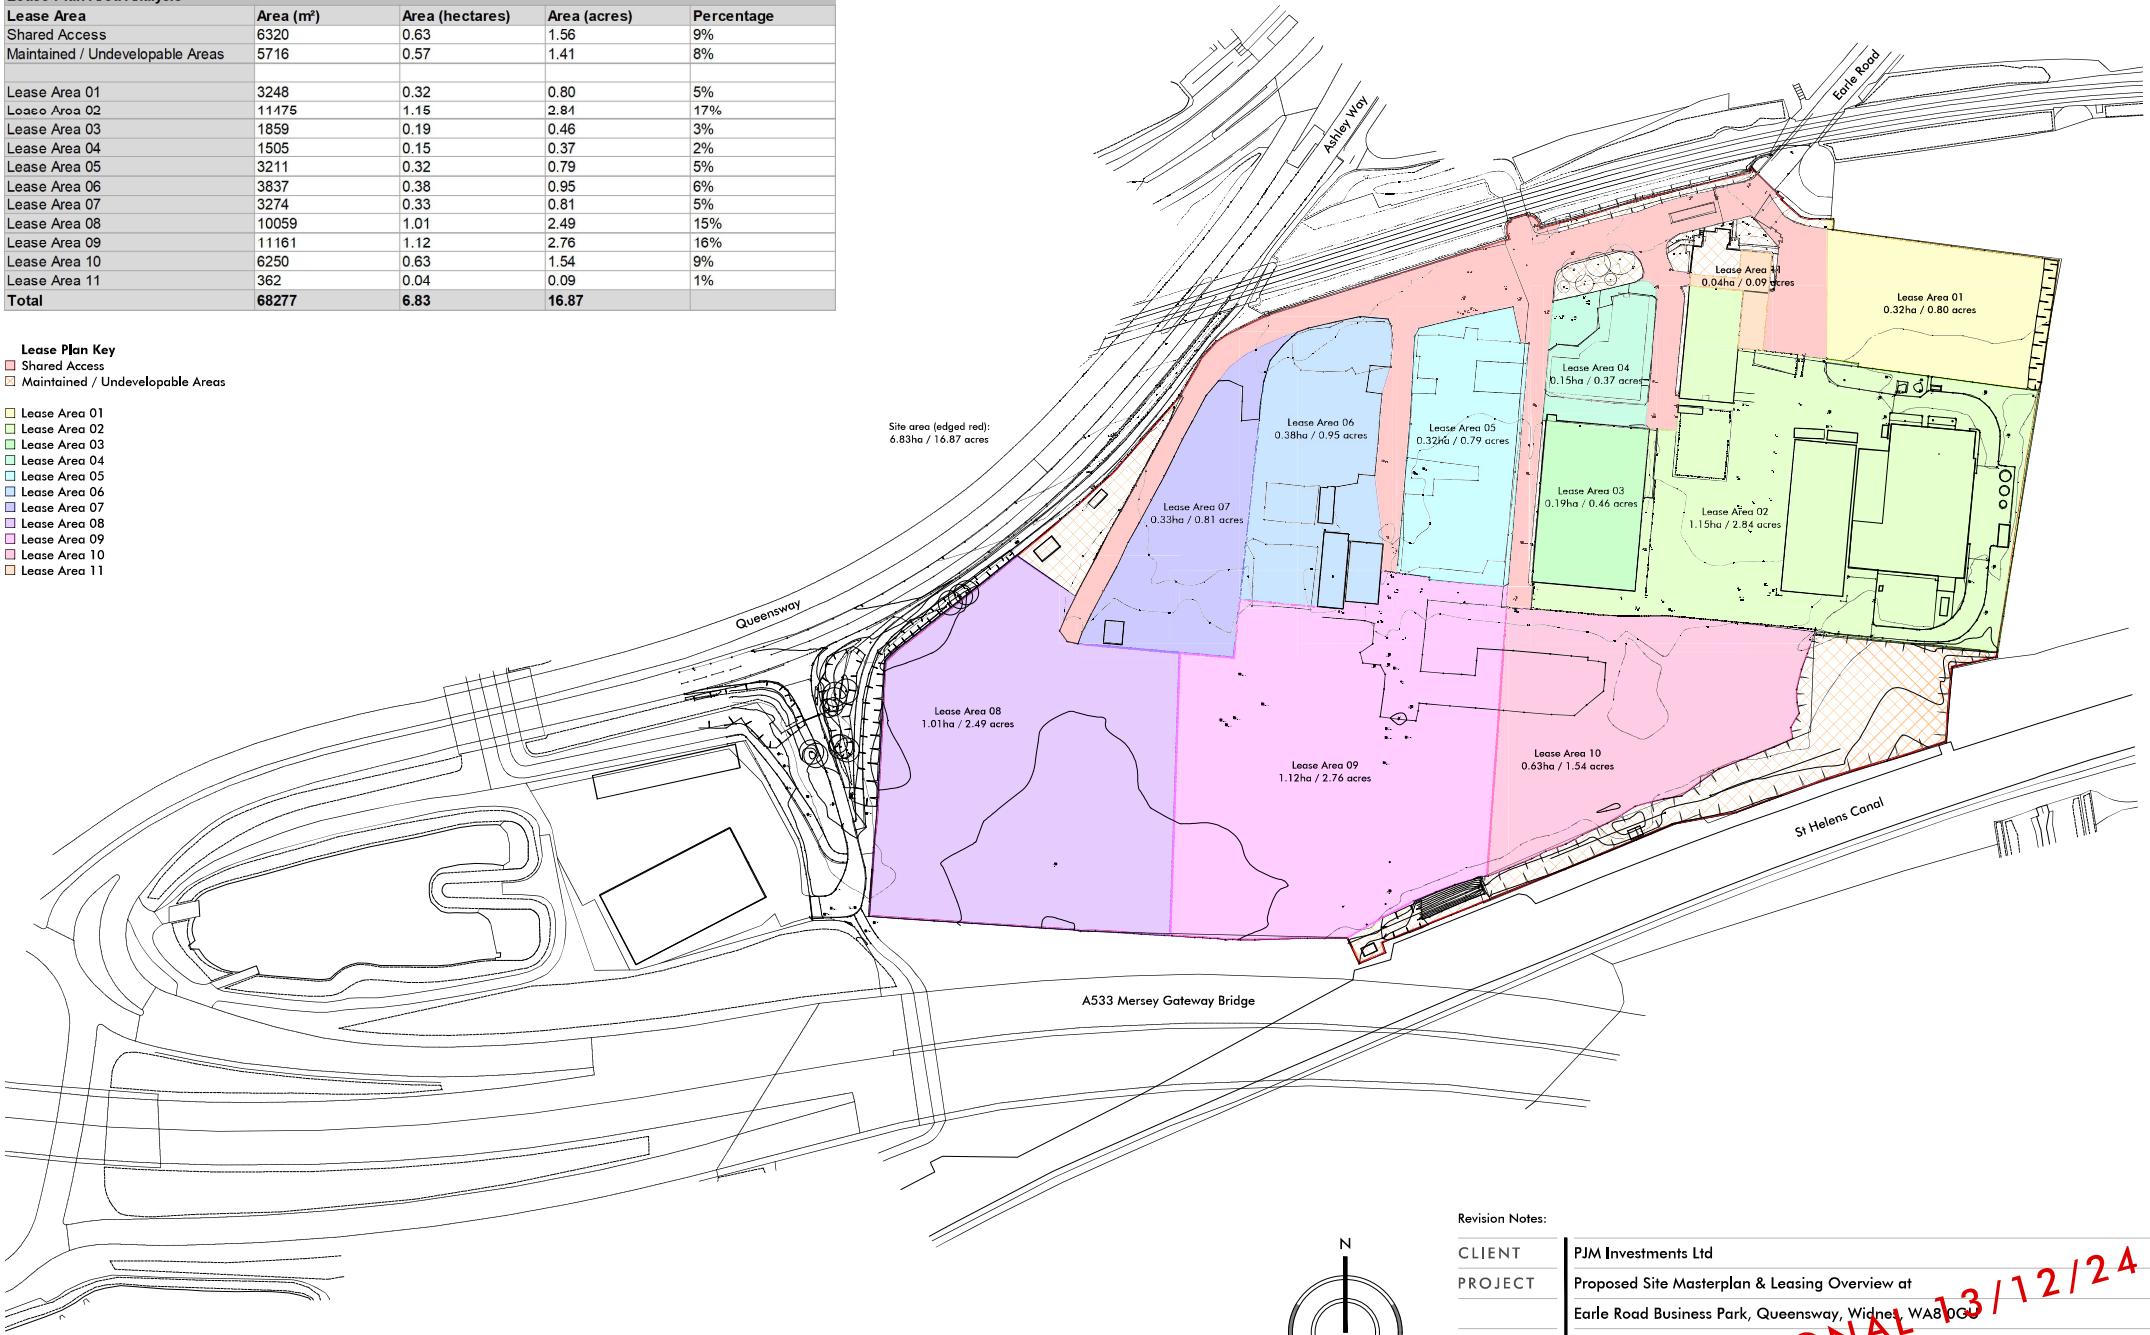 Lease Plan Area Analysis
Lease Area Area (m²) Area (hectares) Area (acres) Percentage
Shared Access 6320 0.63 1.56 9%
Maintained / Undevelopable Areas 5716 0.57 1.41 8%
Lease Area 01 3248 0.32 0.80 5%
Lease Area 02 11475 1.15 2.84 17%
Lease Area 03 1859 0.19 0.46 3%
Lease Area 04 1505 0.15 0.37 2%
Lease Area 05 3211 0.32 0.79 5%
Lease Area 06 3837 0.38 0.95 6%
Lease Area 07 3274 0.33 0.81 5%
Lease Area 08 10059 1.01 2.49 15%
Lease Area 09 11161 1.12 2.76 16%
Lease Area 10 6250 0.63 1.54 9%
Lease Area 11 362 0.04 0.09 1%
Total 68277 6.83 16.87
Lease Plan Key
Shared Access
Maintained / Undevelopable Areas
Lease Area 01
Lease Area 02
Lease Area 03
Lease Area 04
Lease Area 05
Lease Area 06
Lease Area 07
Lease Area 08
Lease Area 09
Lease Area 10
Lease Area 11
Earle Road
Ashley Way
Lease Area 11
0.04ha / 0.09 acres
Lease Area 01
0.32ha / 0.80 acres
Lease Area 04
0.15ha / 0.37 acres
Site area (edged red):
6.83ha / 16.87 acres
Lease Area 06
0.38ha / 0.95 acres
Lease Area 05
0.32ha / 0.79 acres
Lease Area 03
0.19ha / 0.46 acres
Lease Area 07
0.33ha / 0.81 acres
Lease Area 02
1.15ha / 2.84 acres
Queensway
Lease Area 08
1.01ha / 2.49 acres
Lease Area 09
1.12ha / 2.76 acres
Lease Area 10
0.63ha / 1.54 acres
St Helens Canal
A533 Mersey Gateway Bridge
N
Revision Notes:
CLIENT PJM Investments Ltd
PROJECT Proposed Site Masterplan & Leasing Overview at
Earle Road Business Park, Queensway, Widnes, WA8 0GU
13/12/24